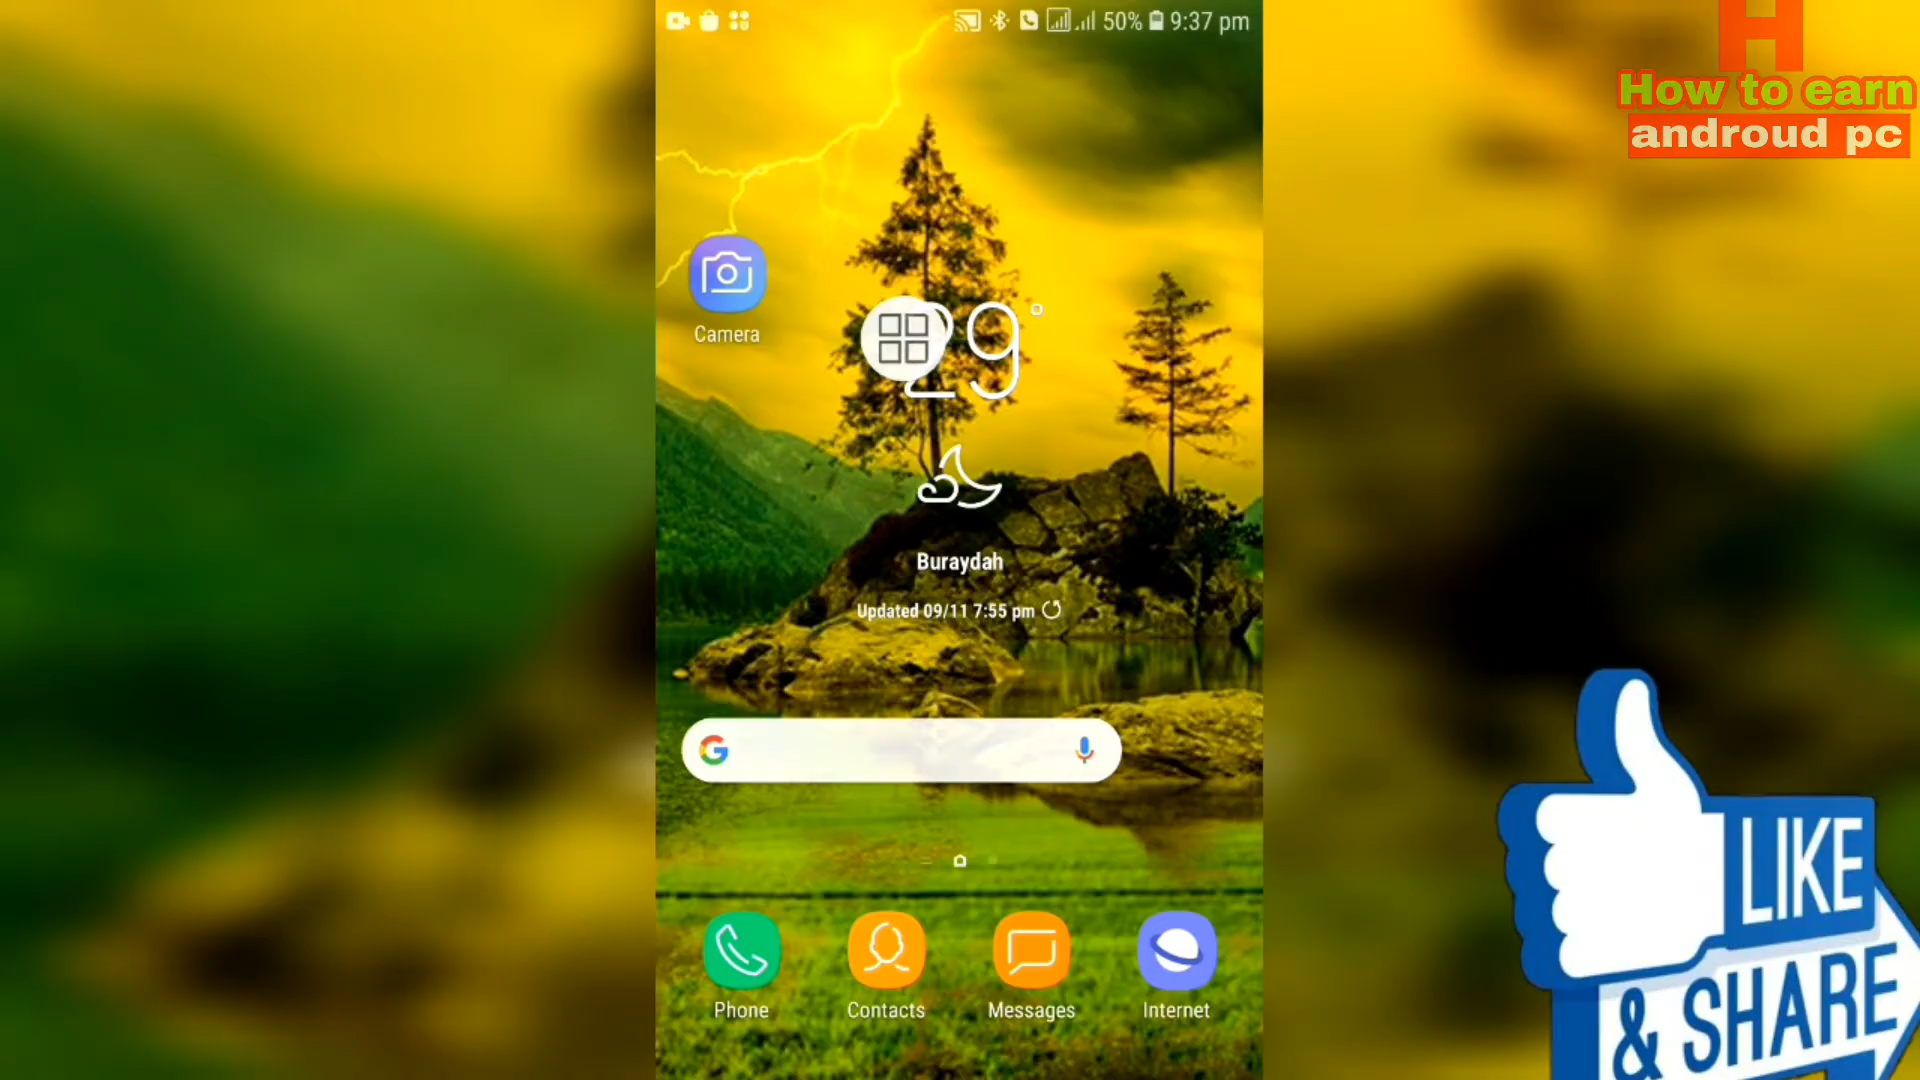 50% 9:37 pm
H
How to earn
androud pc
Camera
29°
Buraydah
Updated 09/11 7:55 pm
G
Phone
Contacts
Messages
Internet
LIKE
& SHARE